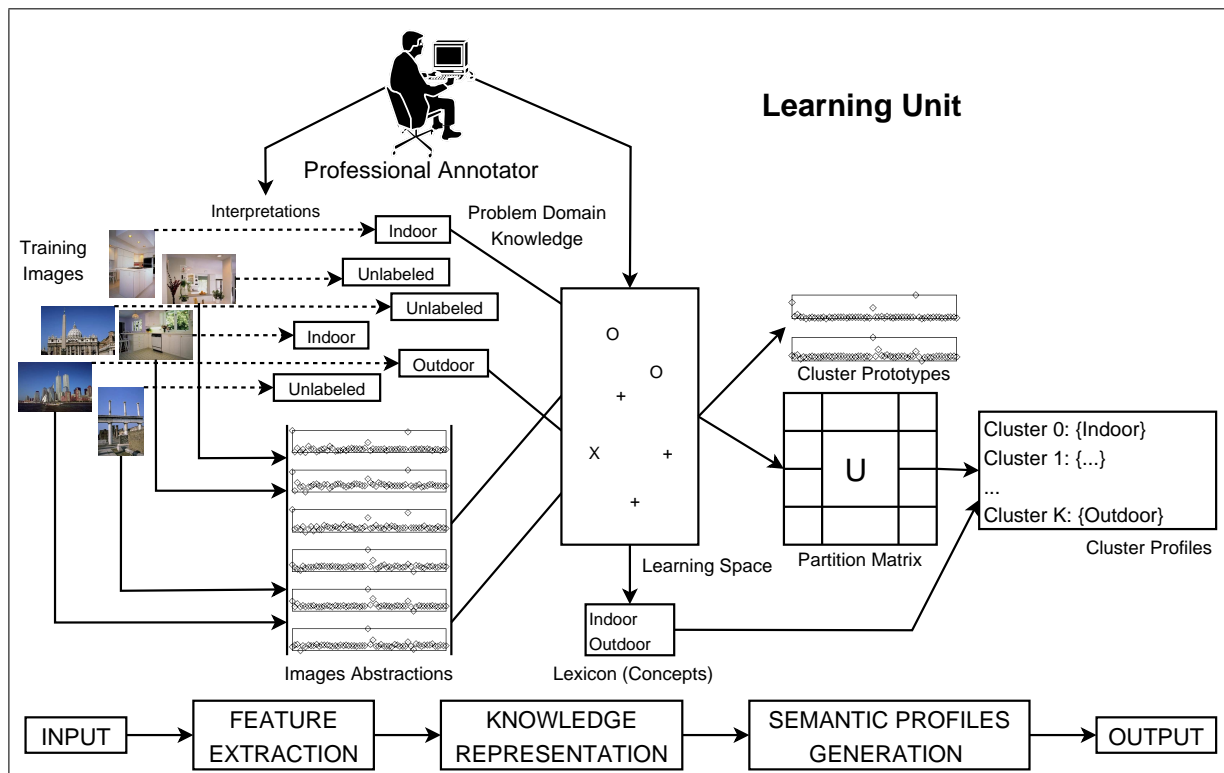 Learning Unit
Professional Annotator
Interpretations
Problem Domain
Knowledge
Training
Images
Indoor
Unlabeled
Unlabeled
Indoor
Outdoor
Unlabeled
O
O
+
X
+
+
Cluster Prototypes
U
Partition Matrix
Cluster 0: {Indoor}
Cluster 1: {...}
...
Cluster K: {Outdoor}
Cluster Profiles
Learning Space
Indoor
Outdoor
Images Abstractions
Lexicon (Concepts)
INPUT
FEATURE
EXTRACTION
KNOWLEDGE
REPRESENTATION
SEMANTIC PROFILES
GENERATION
OUTPUT